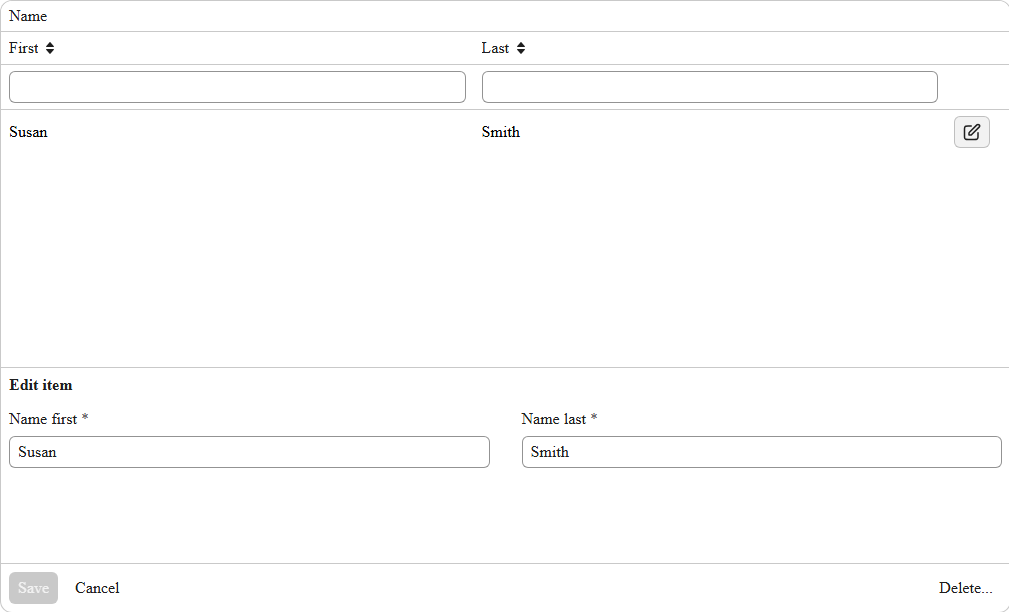 Name
First Last
Susan Smith
Edit item
Name first * Name last *
Susan Smith
Save Cancel Delete...